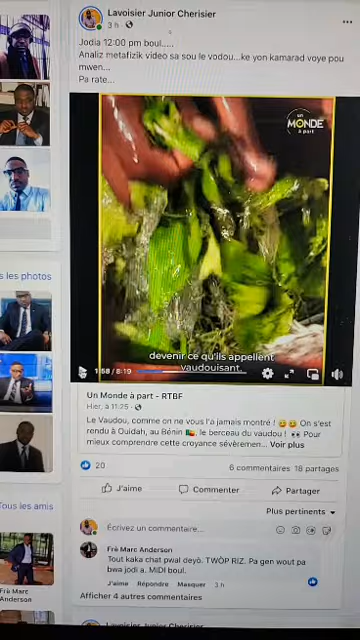 Lavoisier Junior Cherisier
3 h ·
Jodia 12:00 pm boul.....
Analiz metafizik video sa sou le vodou...ke yon kamarad voye pou
mwen...
Pa rate...
un
MONDE
à part
devenir ce qu'ils appellent
vaudouisant.
1:58 / 8:19
Un Monde à part - RTBF
Hier, à 11:25 ·
Le Vaudou, comme on ne vous l'a jamais montré ! 😅😅 On s'est
rendu à Ouidah, au Bénin 🇧🇯, le berceau du vaudou ! 👀 Pour
mieux comprendre cette croyance sévèremen... Voir plus
20
6 commentaires 18 partages
J'aime
Commenter
Partager
Plus pertinents
Écrivez un commentaire...
Frè Marc Anderson
Tout kaka chat pwal deyò. TWÒP RIZ. Pa gen wout pa
bwa jodi a. MIDI boul.
J'aime Répondre Masquer 3 h
Afficher 4 autres commentaires
s les photos
Tous les amis
Frè Marc
Anderson